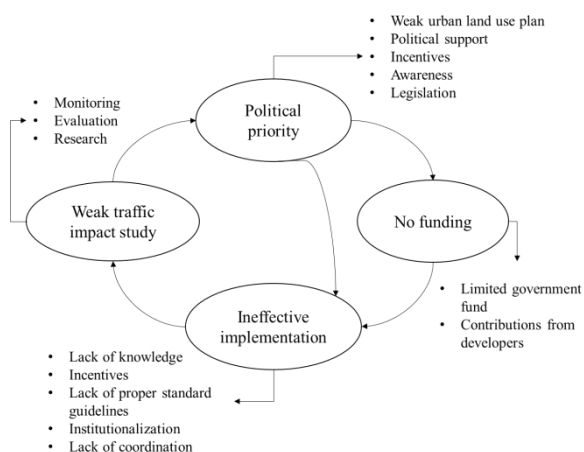 • Weak urban land use plan
• Political support
• Incentives
• Awareness
• Legislation
• Monitoring
• Evaluation
• Research
Political
priority
Weak traffic
impact study
No funding
Ineffective
implementation
• Limited government
fund
• Contributions from
developers
• Lack of knowledge
• Incentives
• Lack of proper standard
guidelines
• Institutionalization
• Lack of coordination